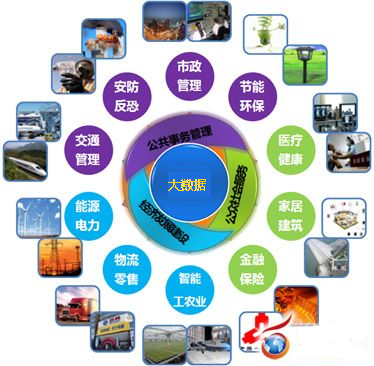 市政
管理
节能
环保
医疗
健康
家居
建筑
金融
保险
智能
工农业
物流
零售
能源
电力
交通
管理
安防
反恐
公共事务管理
公众社会服务
经济发展建设
大数据